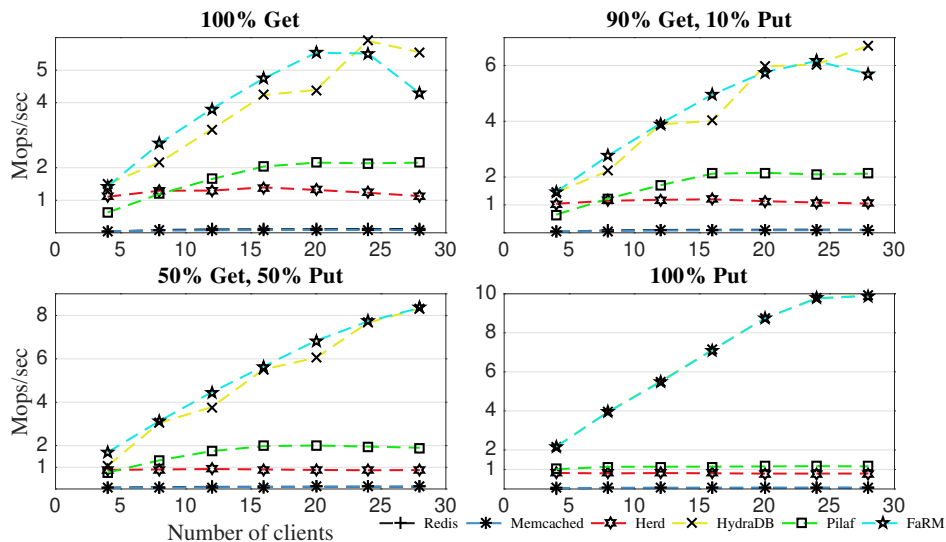 100% Get
Mops/sec
5
4
2
1
0 5 10 15 20 25 30
90% Get, 10% Put
6
4
2
1
0 5 10 15 20 25 30
50% Get, 50% Put
Mops/sec
8
6
4
2
1
0 5 10 15 20 25 30
Number of clients
100% Put
10
8
6
4
2
1
0 5 10 15 20 25 30
Redis Memcached Herd HydraDB Pilaf FaRM